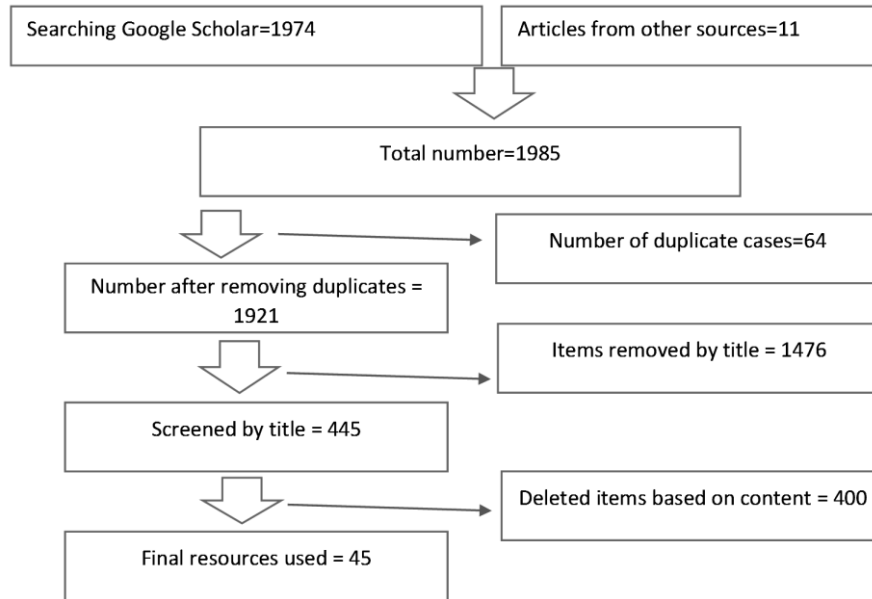 Searching Google Scholar=1974
Articles from other sources=11
Total number=1985
Number of duplicate cases=64
Number after removing duplicates =
1921
Items removed by title = 1476
Screened by title = 445
Deleted items based on content = 400
Final resources used = 45